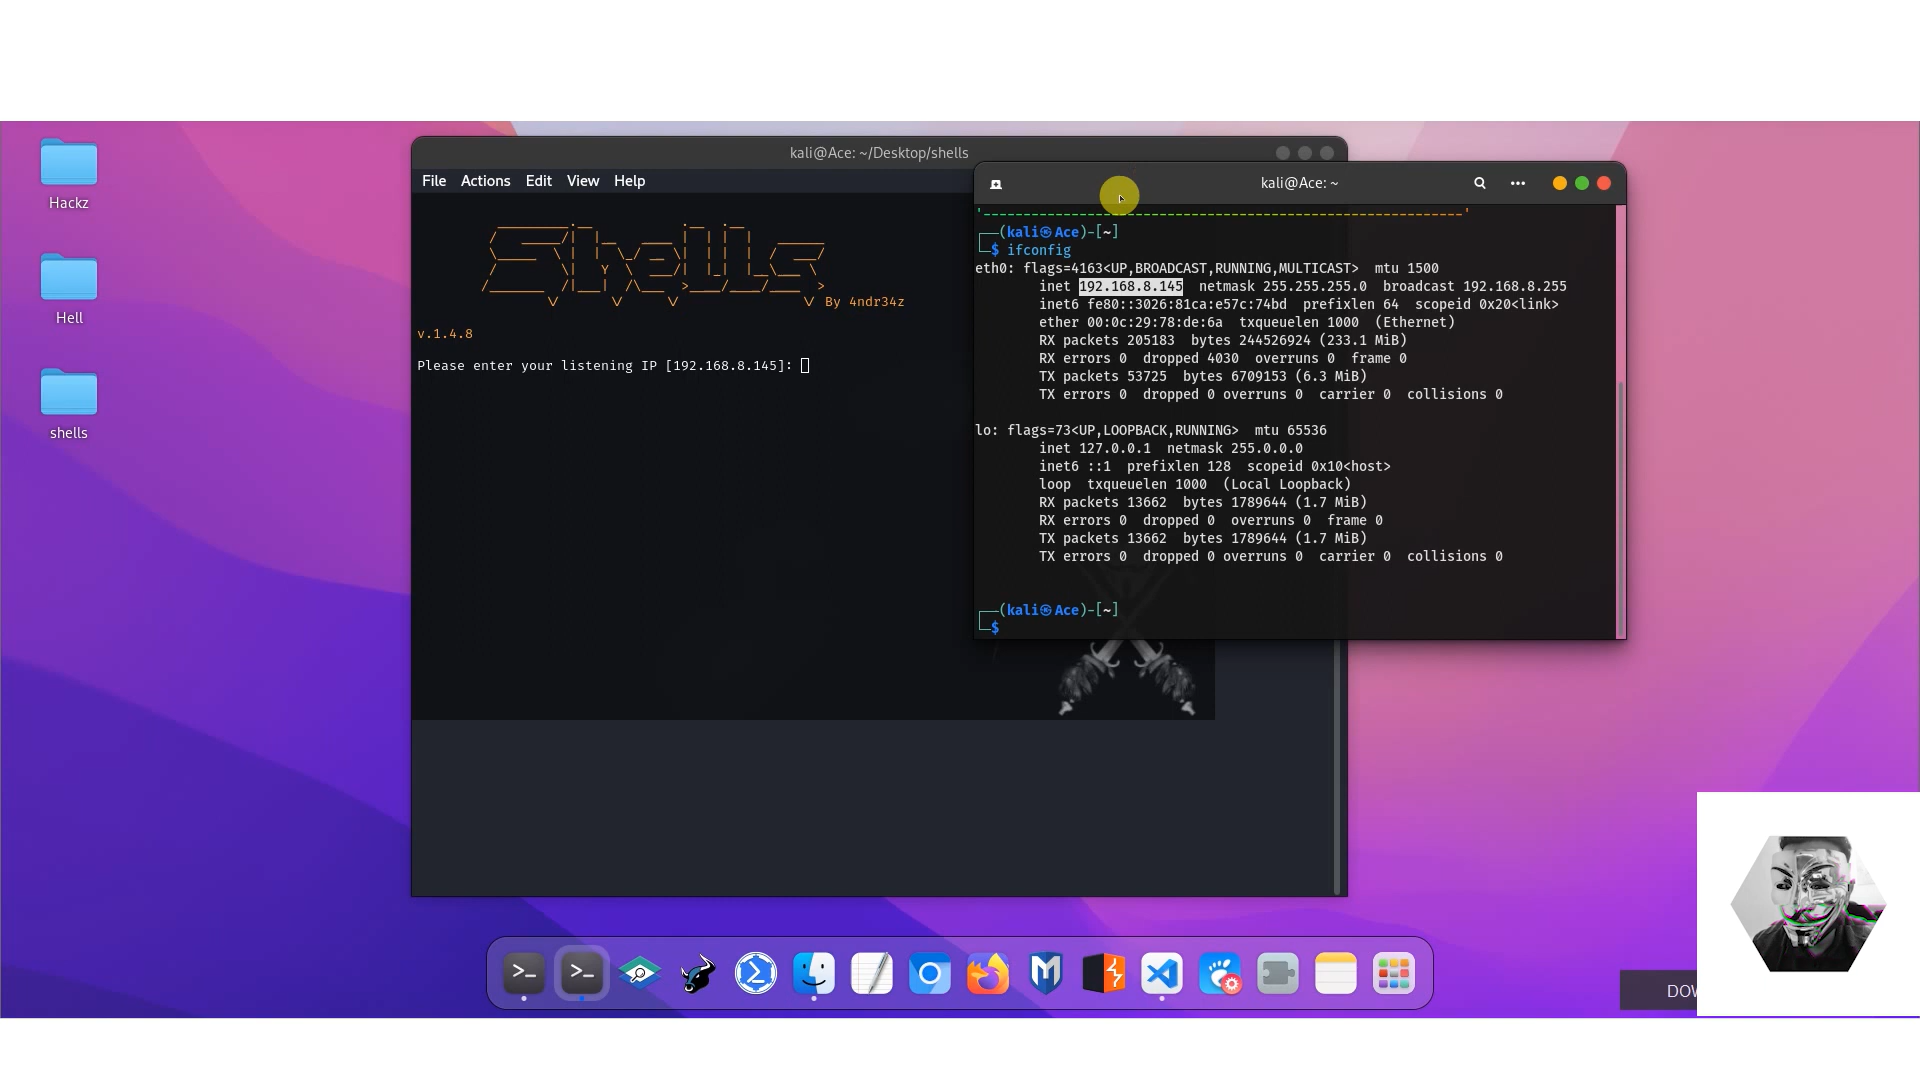 Hackz
Hell
shells
kali@Ace: ~/Desktop/shells
File Actions Edit View Help
Shells
By 4ndr34z
v.1.4.8
Please enter your listening IP [192.168.8.145]:
kali@Ace: ~
┌──(kali㉿Ace)-[~]
└─$ ifconfig
eth0: flags=4163<UP,BROADCAST,RUNNING,MULTICAST> mtu 1500
inet 192.168.8.145 netmask 255.255.255.0 broadcast 192.168.8.255
inet6 fe80::3026:81ca:e57c:74bd prefixlen 64 scopeid 0x20<link>
ether 00:0c:29:78:de:6a txqueuelen 1000 (Ethernet)
RX packets 205183 bytes 244526924 (233.1 MiB)
RX errors 0 dropped 4030 overruns 0 frame 0
TX packets 53725 bytes 6709153 (6.3 MiB)
TX errors 0 dropped 0 overruns 0 carrier 0 collisions 0
lo: flags=73<UP,LOOPBACK,RUNNING> mtu 65536
inet 127.0.0.1 netmask 255.0.0.0
inet6 ::1 prefixlen 128 scopeid 0x10<host>
loop txqueuelen 1000 (Local Loopback)
RX packets 13662 bytes 1789644 (1.7 MiB)
RX errors 0 dropped 0 overruns 0 frame 0
TX packets 13662 bytes 1789644 (1.7 MiB)
TX errors 0 dropped 0 overruns 0 carrier 0 collisions 0
┌──(kali㉿Ace)-[~]
└─$